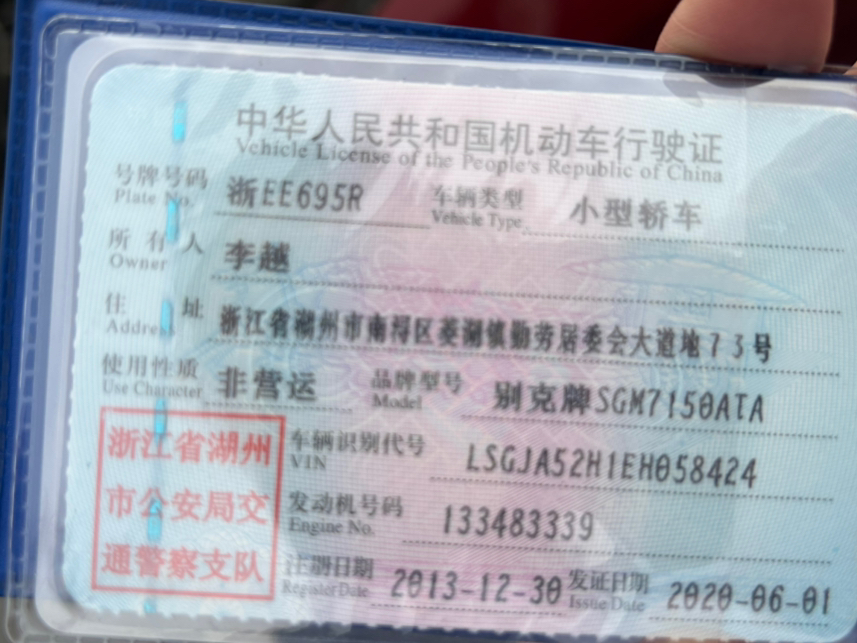 中华人民共和国机动车行驶证
Vehicle License of the People's Republic of China
号牌号码 浙EE695R 车辆类型 小型轿车
Plate No. Vehicle Type
所有人 李越
Owner
住址 浙江省湖州市南浔区菱湖镇勤劳居委会大道地73号
Address
使用性质 非营运 品牌型号 别克牌SGM7150ATA
Use Character Model
浙江省湖州 车辆识别代号 LSGJA52H1EH058424
VIN
市公安局交 发动机号码 133483339
Engine No.
通警察支队 注册日期 2013-12-30 发证日期 2020-06-01
Register Date Issue Date